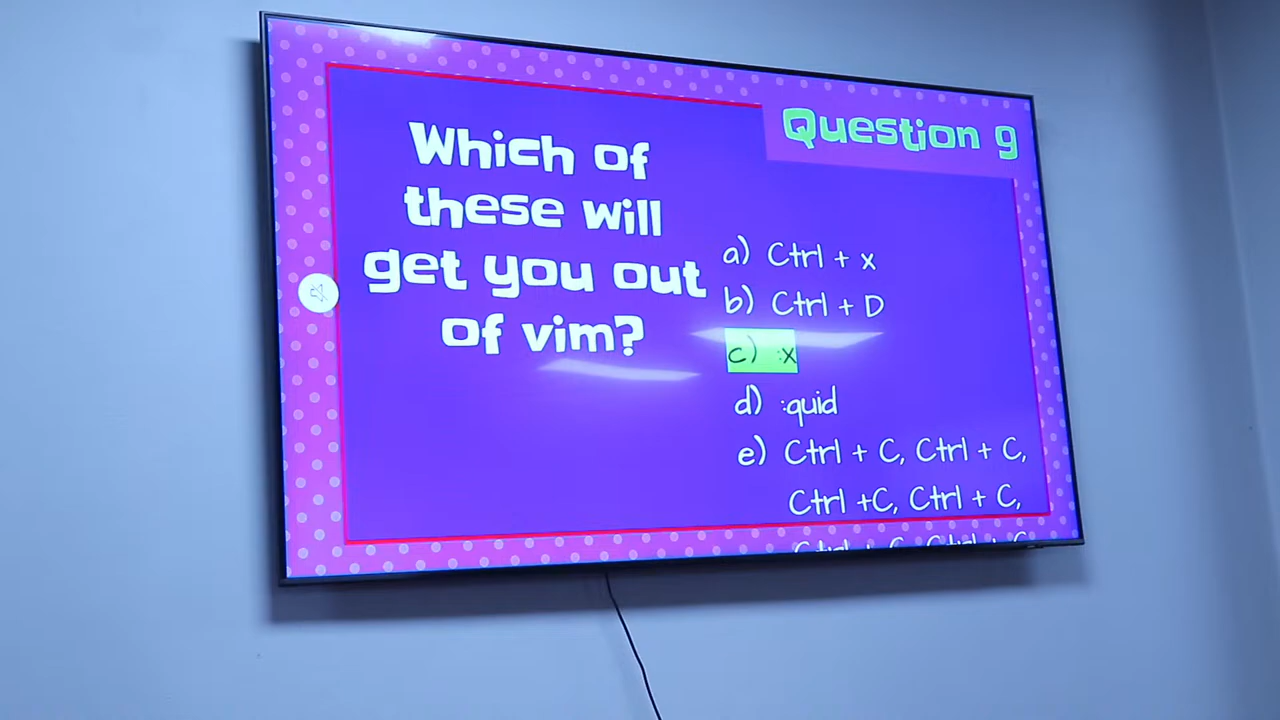 Question 9
Which of
these will
get you out
of vim?
a) Ctrl + x
b) Ctrl + D
c) :x
d) :quid
e) Ctrl + C, Ctrl + C,
Ctrl +C, Ctrl + C,